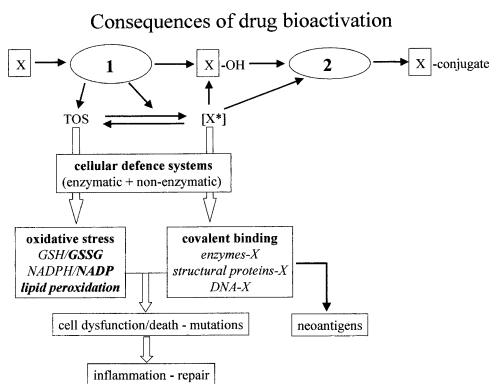 Consequences of drug bioactivation
X 1 X -OH 2 X -conjugate
TOS [X*]
cellular defence systems
(enzymatic + non-enzymatic)
oxidative stress
GSH/GSSG
NADPH/NADP
lipid peroxidation
covalent binding
enzymes-X
structural proteins-X
DNA-X
cell dysfunction/death - mutations
neoantigens
inflammation - repair